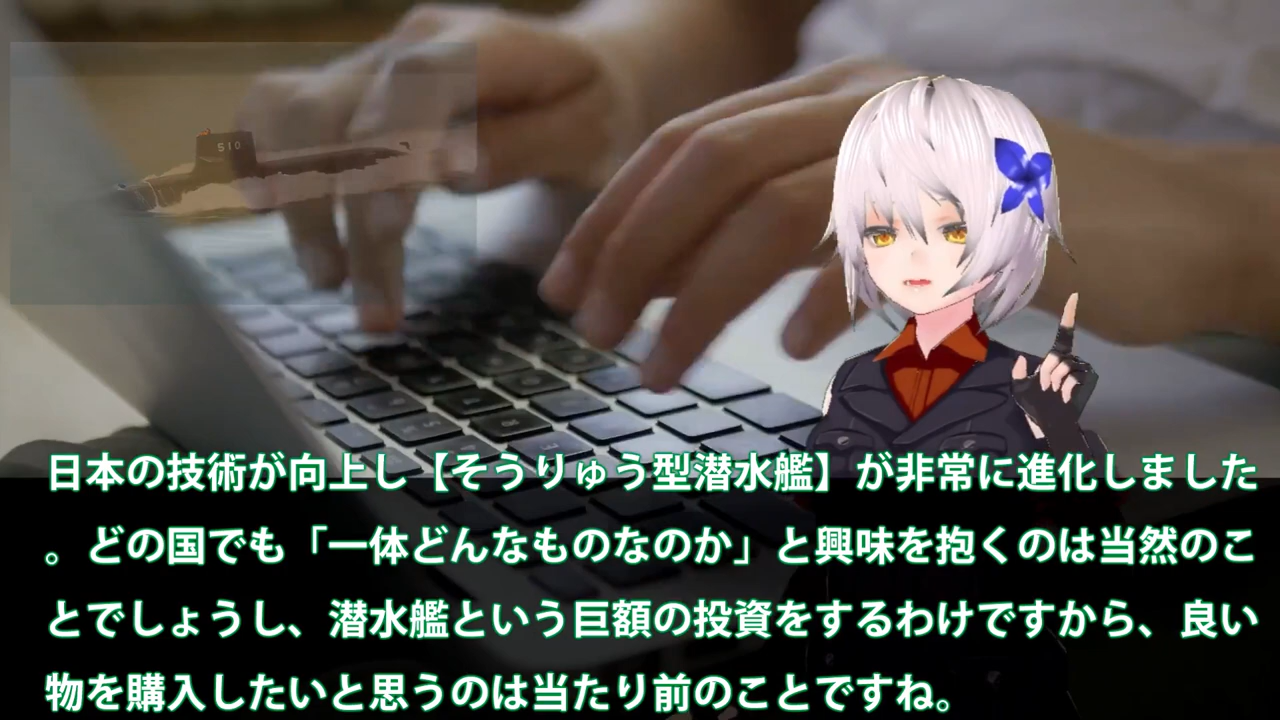 510
日本の技術が向上し【そうりゅう型潜水艦】が非常に進化しました
。どの国でも「一体どんなものなのか」と興味を抱くのは当然のこ
とでしょうし、潜水艦という巨額の投資をするわけですから、良い
物を購入したいと思うのは当たり前のことですね。